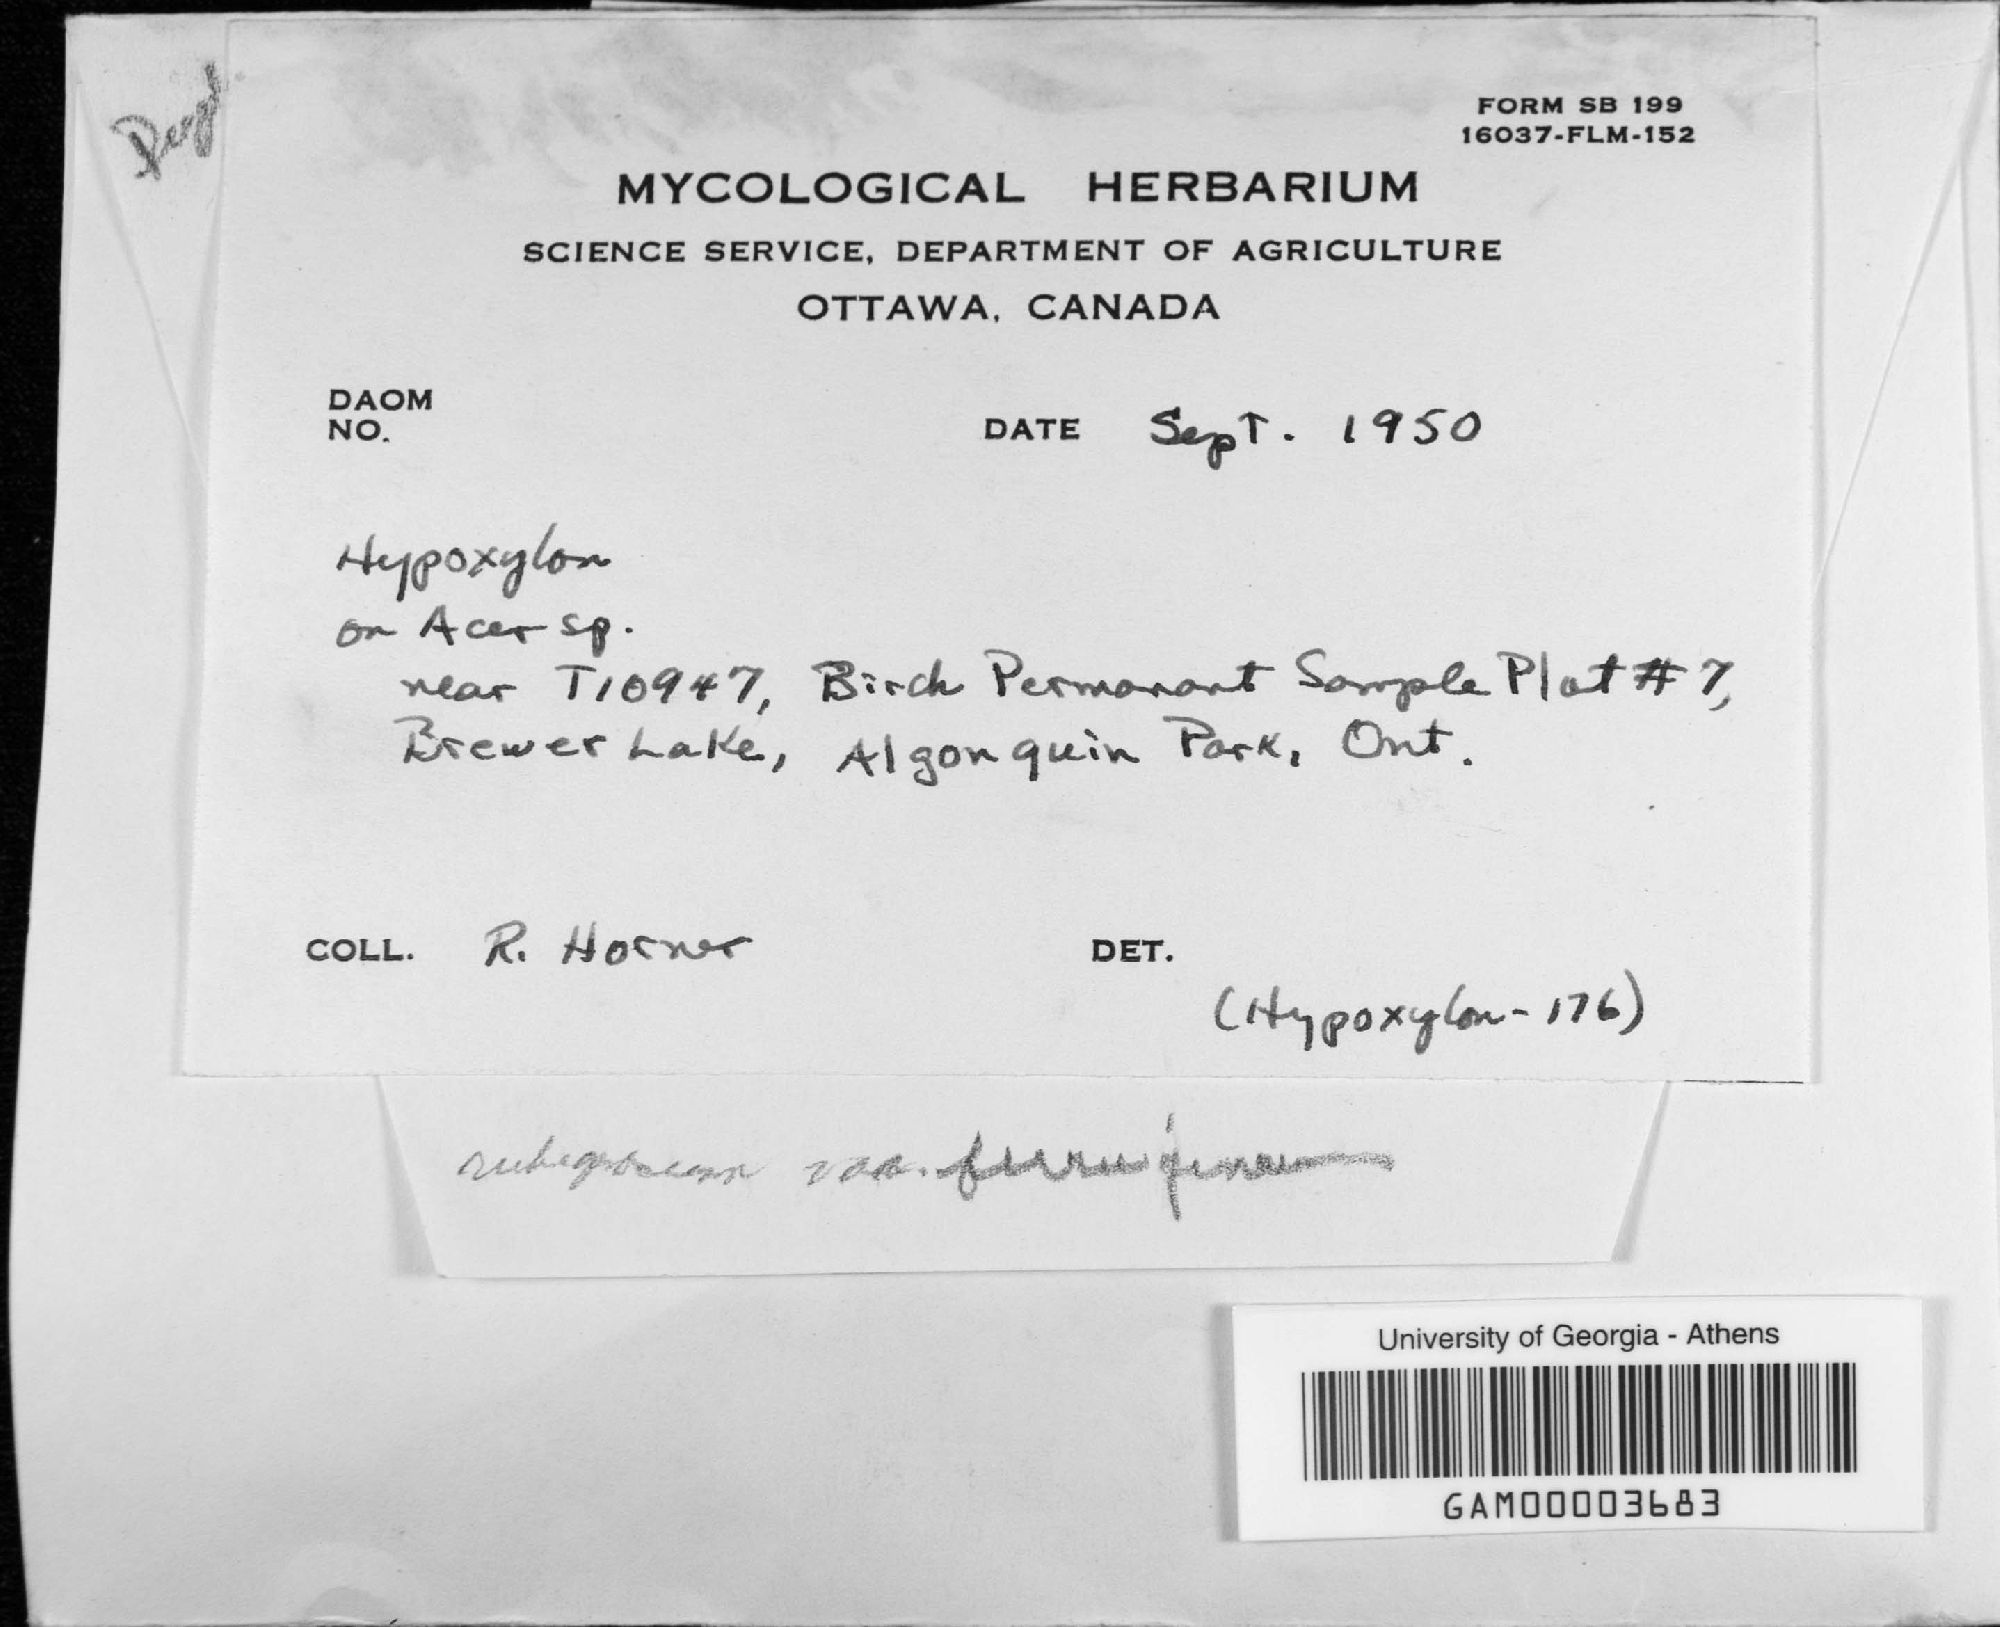 FORM SB 199
16037-FLM-152
MYCOLOGICAL HERBARIUM
SCIENCE SERVICE, DEPARTMENT OF AGRICULTURE
OTTAWA, CANADA
DAOM
NO.
DATE Sept. 1950
Hypoxylon
on Acer sp.
near T10947, Birch Permanant Sample Plot # 7,
Brewer Lake, Algonquin Park, Ont.
COLL. R. Horner
DET.
(Hypoxylon - 176)
var.
University of Georgia - Athens
GAM00003683